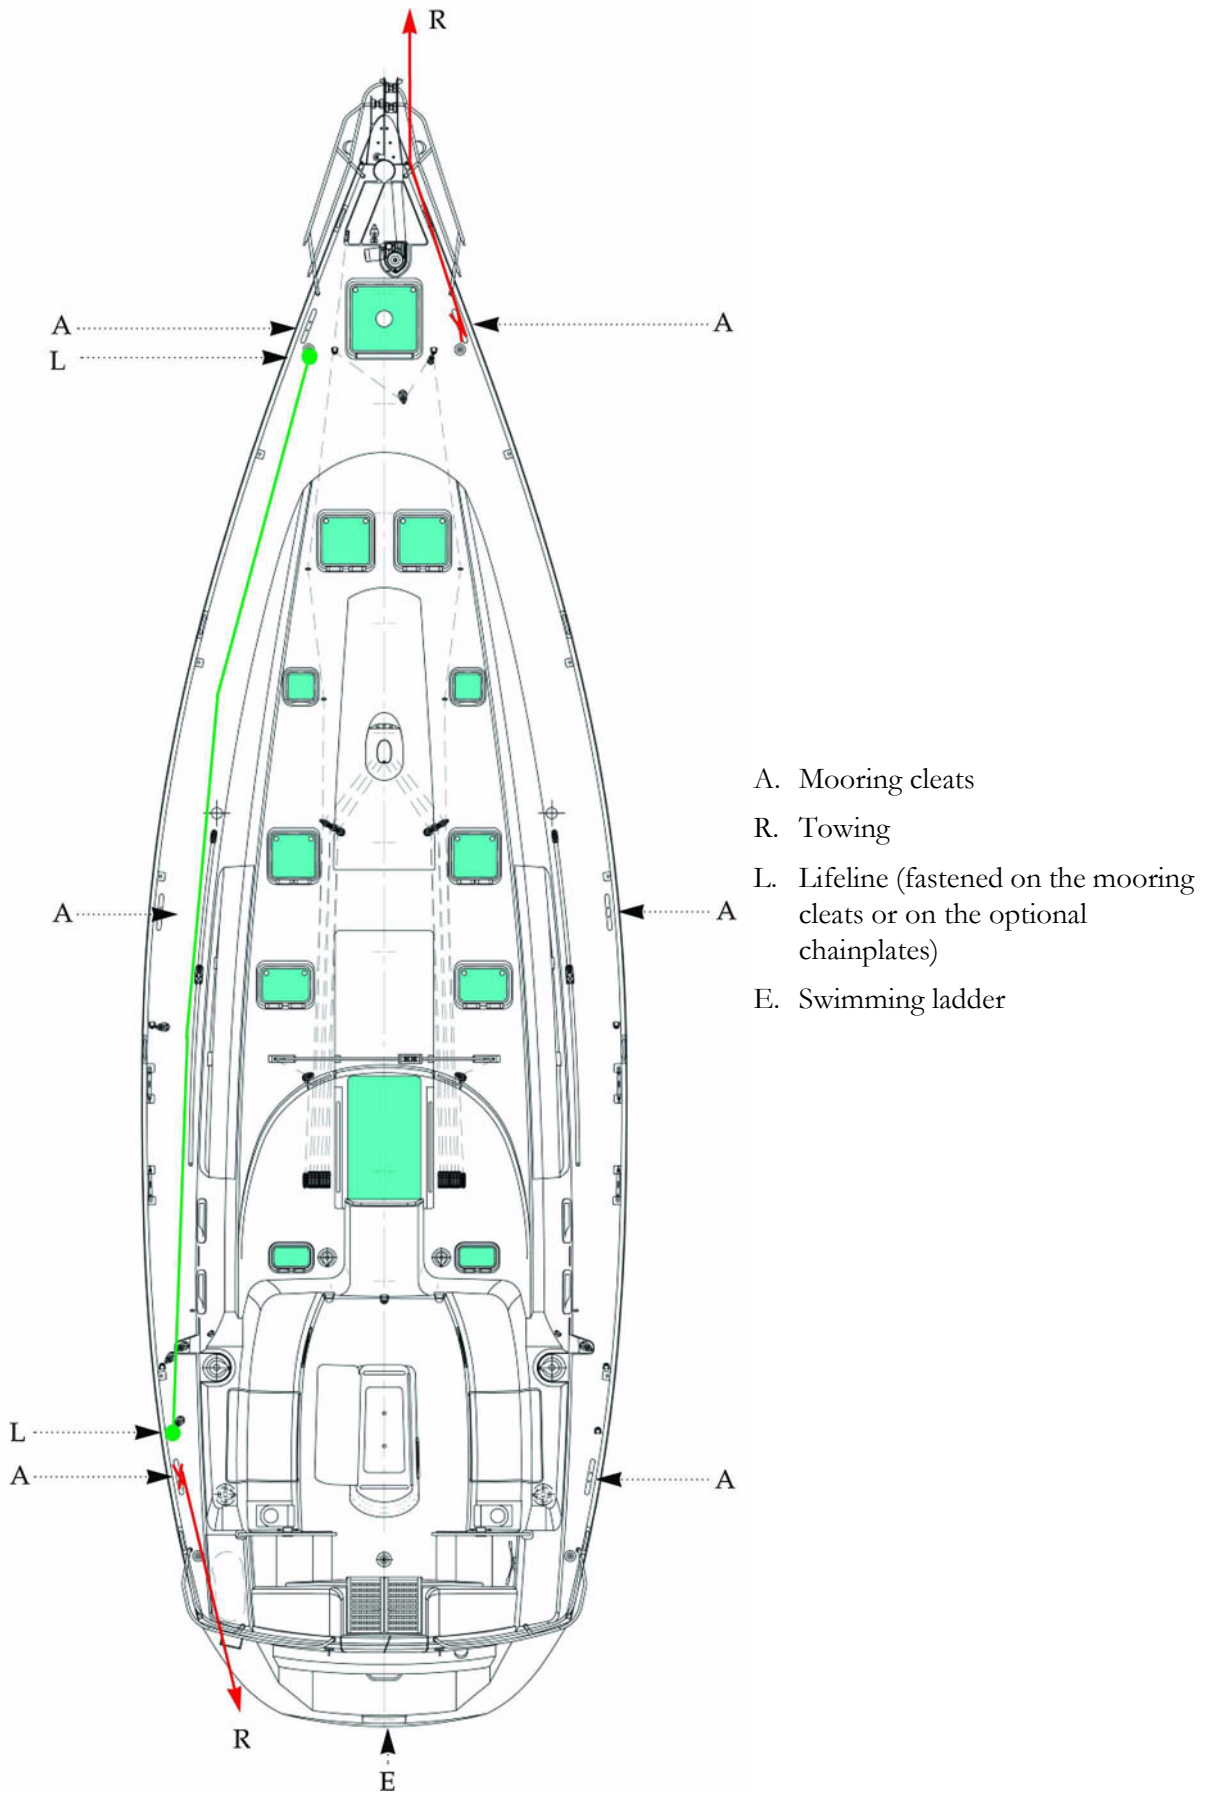 R
A
A
L
A. Mooring cleats
R. Towing
L. Lifeline (fastened on the mooring
cleats or on the optional
chainplates)
E. Swimming ladder
A
A
L
A
A
R
E